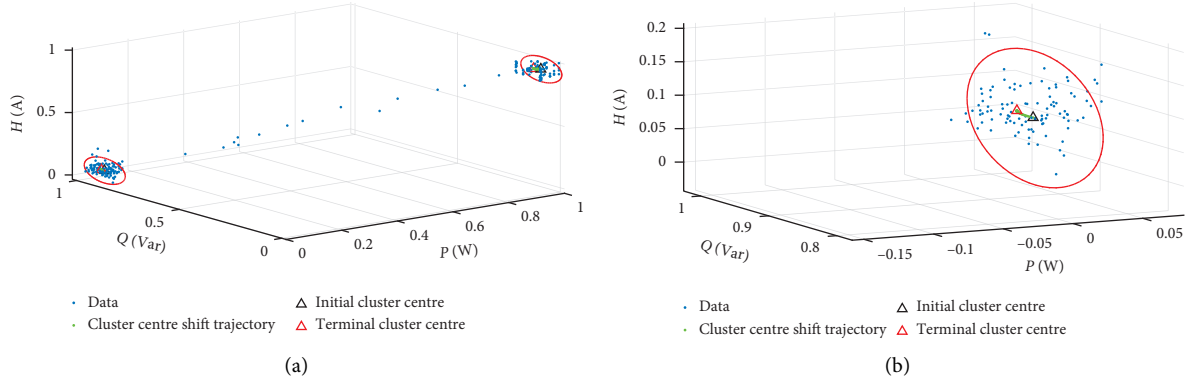 1
0.5
0
H (A)
1
0.5
0
Q (Var)
0
0.2
0.4
0.6
0.8
1
P (W)
Data
Cluster centre shift trajectory
Initial cluster centre
Terminal cluster centre
(a)
0.2
0.15
0.1
0.05
0
H (A)
1
0.9
0.8
Q (Var)
−0.15
−0.1
−0.05
0
0.05
P (W)
Data
Cluster centre shift trajectory
Initial cluster centre
Terminal cluster centre
(b)